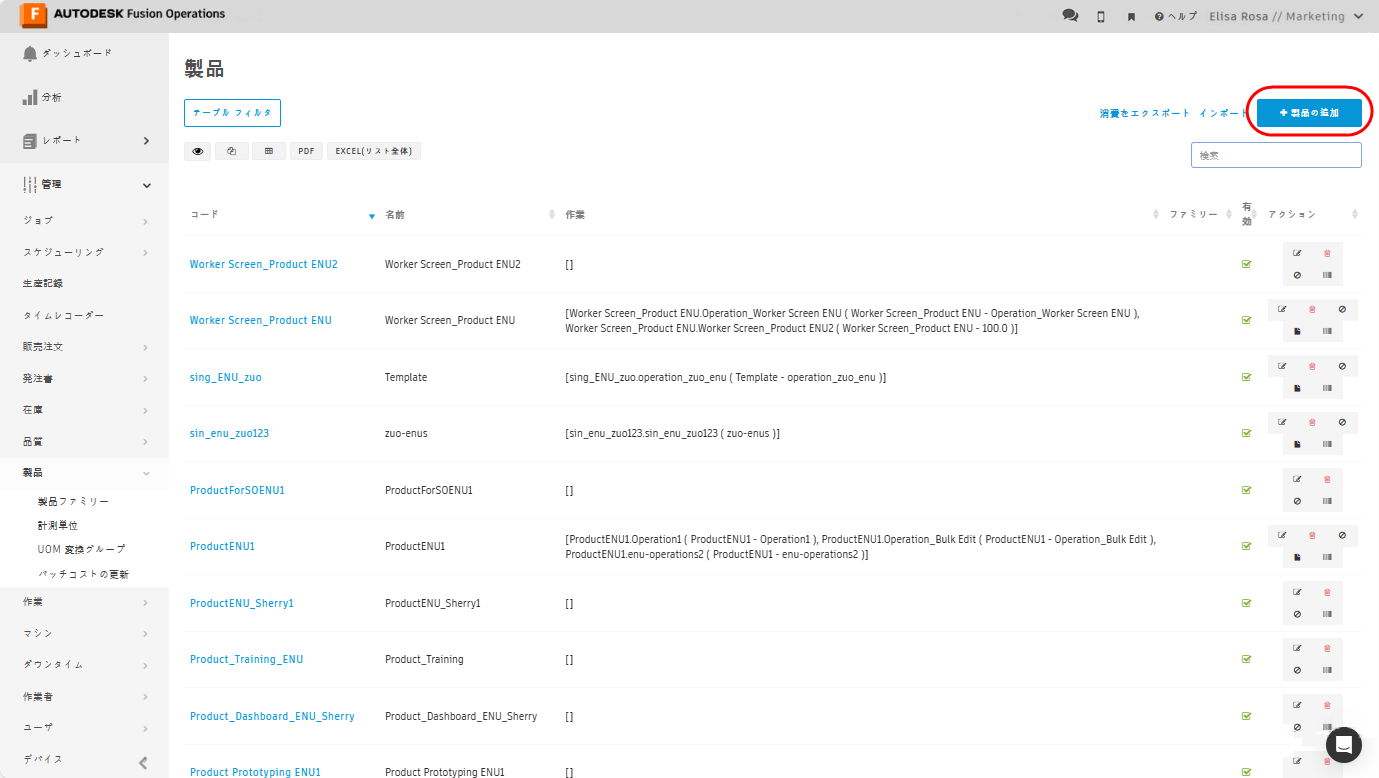 AUTODESK Fusion Operations
ヘルプ
Elisa Rosa // Marketing
ダッシュボード
分析
レポート
管理
ジョブ
スケジューリング
生産記録
タイムレコーダー
販売注文
発注書
在庫
品質
製品
製品ファミリー
計測単位
UOM 変換グループ
バッチコストの更新
作業
マシン
ダウンタイム
作業者
ユーザ
デバイス
製品
テーブル フィルタ
消費をエクスポート インポート
製品の追加
PDF EXCEL(リスト全体)
検索
コード 名前 作業 ファミリー 有効 アクション
Worker Screen_Product ENU2 Worker Screen_Product ENU2 []
Worker Screen_Product ENU Worker Screen_Product ENU [Worker Screen_Product ENU.Operation_Worker Screen ENU ( Worker Screen_Product ENU - Operation_Worker Screen ENU ),
Worker Screen_Product ENU.Worker Screen_Product ENU2 ( Worker Screen_Product ENU - 100.0 )]
sing_ENU_zuo Template [sing_ENU_zuo.operation_zuo_enu ( Template - operation_zuo_enu )]
sin_enu_zuo123 zuo-enus [sin_enu_zuo123.sin_enu_zuo123 ( zuo-enus )]
ProductForSOENU1 ProductForSOENU1 []
ProductENU1 ProductENU1 [ProductENU1.Operation1 ( ProductENU1 - Operation1 ), ProductENU1.Operation_Bulk Edit ( ProductENU1 - Operation_Bulk Edit ),
ProductENU1.enu-operations2 ( ProductENU1 - enu-operations2 )]
ProductENU_Sherry1 ProductENU_Sherry1 []
Product_Training_ENU Product_Training []
Product_Dashboard_ENU_Sherry Product_Dashboard_ENU_Sherry []
Product Prototyping ENU1 Product Prototyping ENU1 []